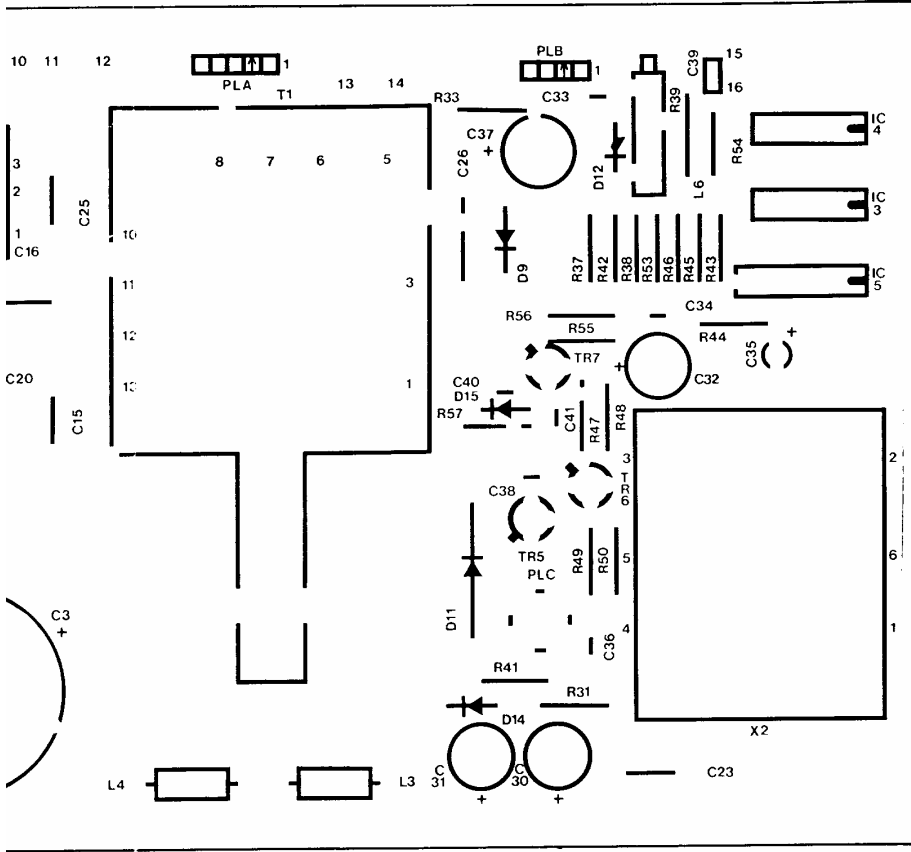 10 11 12
PLA 1
T1
13 14
PLB 1
C39 15
16
R33 C33
R39
IC
4
C37
+
C26
D12
R54
L6
3
2
1
C16
C25
8 7 6 5
IC
3
10
11
12
13
3
1
D9
R37 R42 R38 R53 R46 R45 R43
IC
5
C34
R56
R55
R44
C35 +
TR7
+
C32
C20
C15
C40
D15
R57
C41 R47 R48
3
T
R
6
2
C38
TR5
PLC
R49 R50 5
6
D11
C36
4
1
C3
+
R41
R31
D14
X2
L4
L3
C
31
+
C
30
+
C23